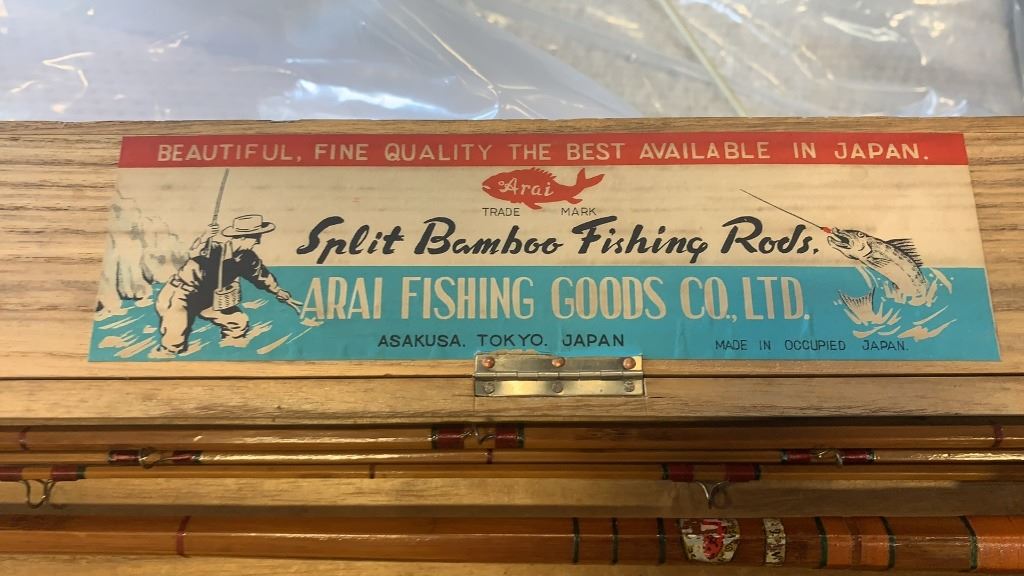 BEAUTIFUL, FINE QUALITY THE BEST AVAILABLE IN JAPAN.
Arai
TRADE MARK
Split Bamboo Fishing Rods.
ARAI FISHING GOODS CO., LTD.
ASAKUSA. TOKYO. JAPAN
MADE IN OCCUPIED JAPAN.